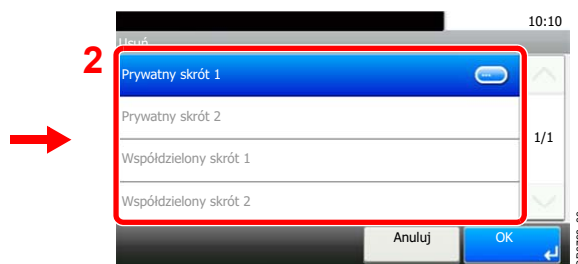 10:10
Usuń
2
Prywatny skrót 1
Prywatny skrót 2
1/1
Współdzielony skrót 1
Współdzielony skrót 2
Anuluj
OK